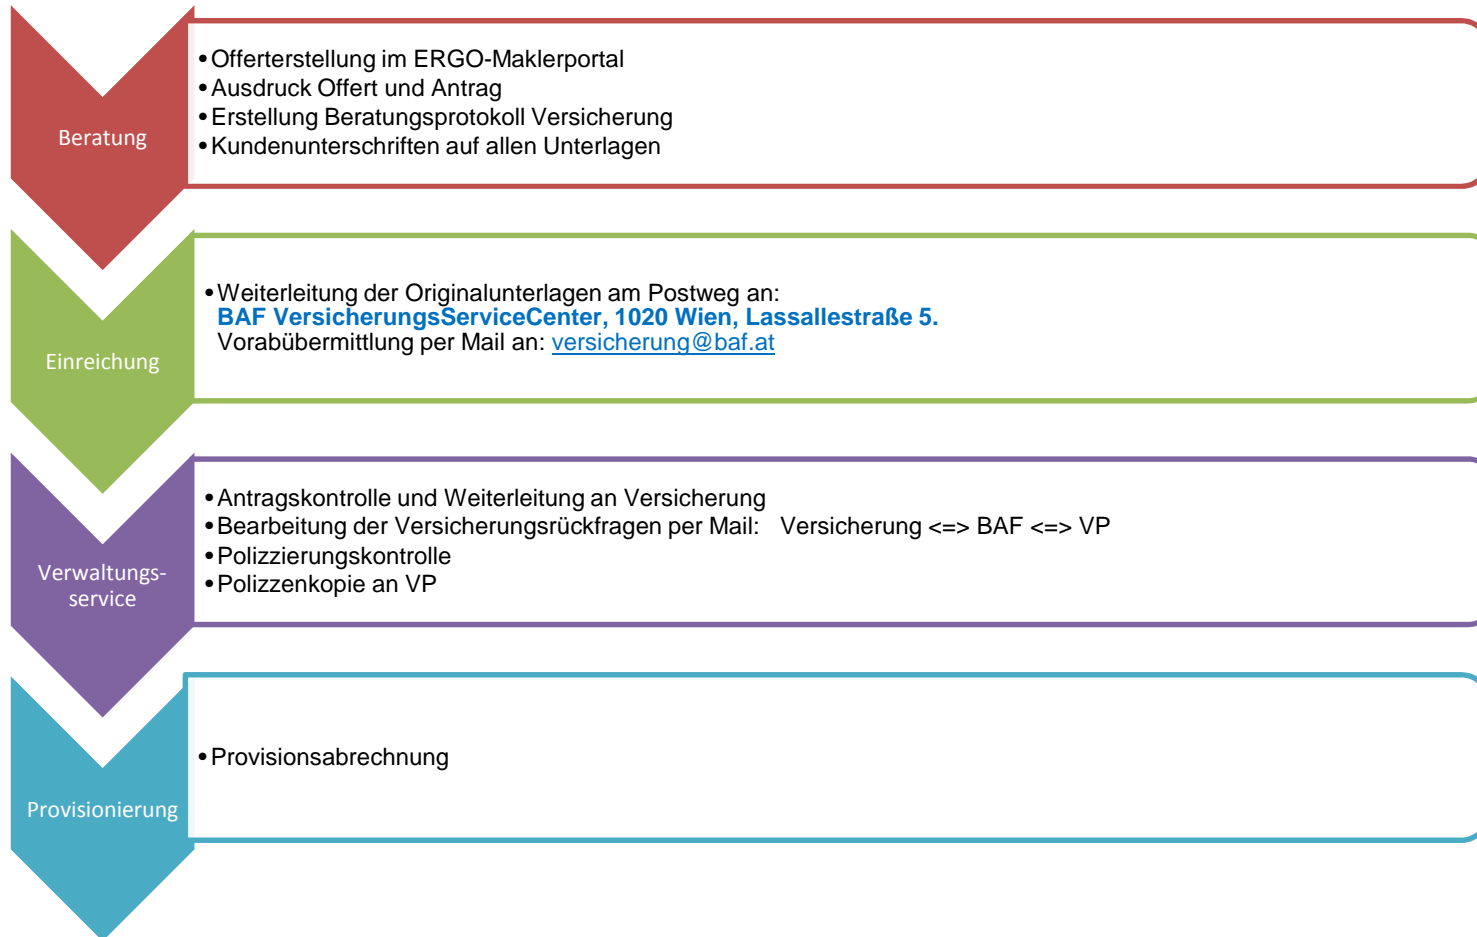 Beratung
•Offerterstellung im ERGO-Maklerportal
•Ausdruck Offert und Antrag
•Erstellung Beratungsprotokoll Versicherung
•Kundenunterschriften auf allen Unterlagen
Einreichung
•Weiterleitung der Originalunterlagen am Postweg an:
BAF VersicherungsServiceCenter, 1020 Wien, Lassallestraße 5.
Vorabübermittlung per Mail an: versicherung@baf.at
Verwaltungs-
service
•Antragskontrolle und Weiterleitung an Versicherung
•Bearbeitung der Versicherungsrückfragen per Mail: Versicherung <=> BAF <=> VP
•Polizzierungskontrolle
•Polizzenkopie an VP
Provisionierung
•Provisionsabrechnung